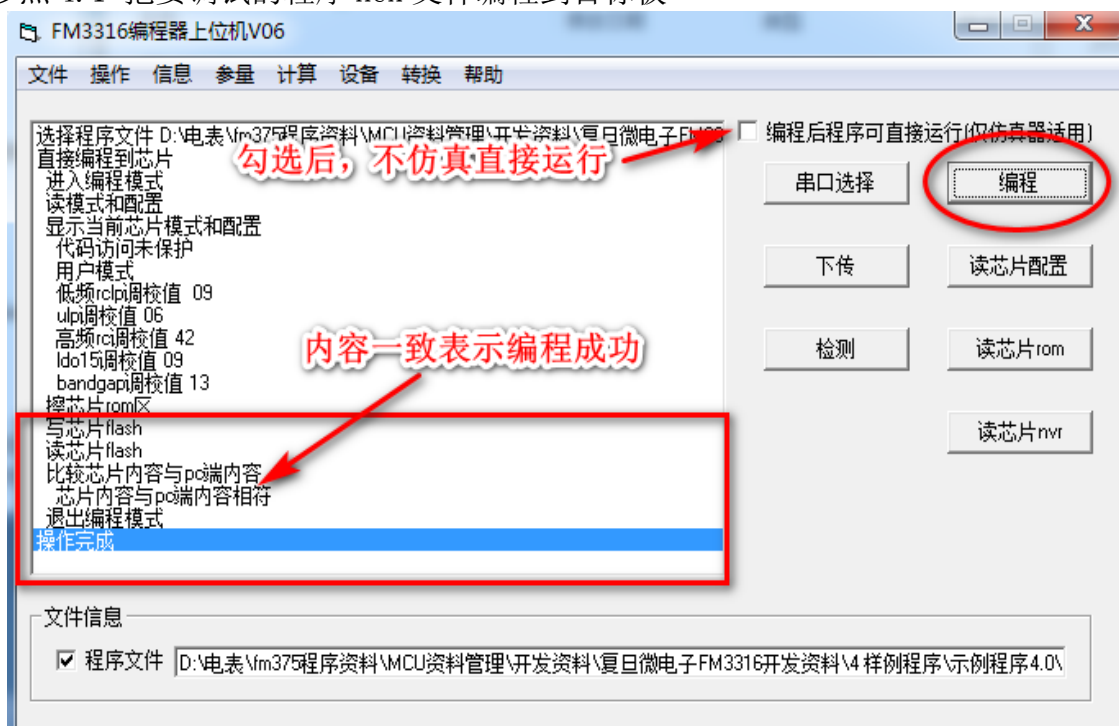 FM3316编程器上位机V06
文件 操作 信息 参量 计算 设备 转换 帮助
选择程序文件 D:\电表\fm375程序资料\MCU资料管理\开发资料\复旦微电子FM33
编程后程序可直接运行(仅仿真器适用)
直接编程到芯片
勾选后，不仿真直接运行
进入编程模式
串口选择
编程
读模式和配置
显示当前芯片模式和配置
代码访问未保护
用户模式
下传
读芯片配置
低频rclp调校值 09
ulp调校值 06
高频rc调校值 42
内容一致表示编程成功
检测
读芯片rom
ldo15调校值 09
bandgap调校值 13
擦芯片rom区
写芯片flash
读芯片nvr
读芯片flash
比较芯片内容与pc端内容
芯片内容与pc端内容相符
退出编程模式
操作完成
文件信息
程序文件 D:\电表\fm375程序资料\MCU资料管理\开发资料\复旦微电子FM3316开发资料\4 样例程序\示例程序4.0\